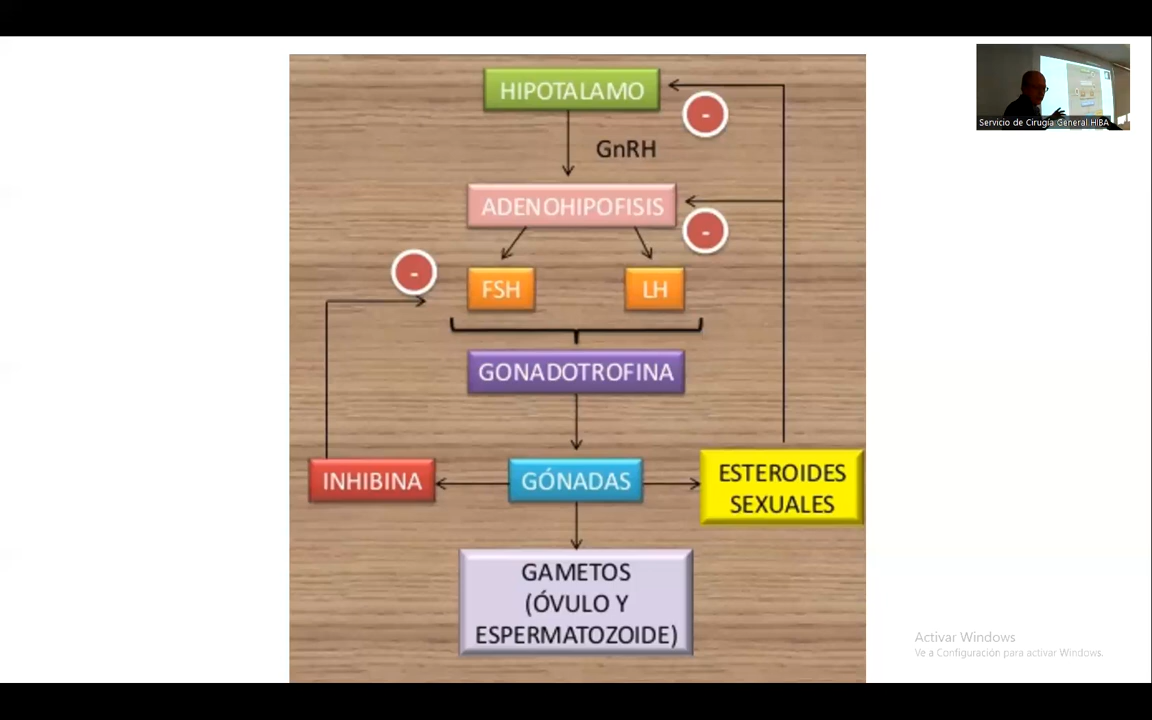 HIPOTALAMO
-
GnRH
ADENOHIPOFISIS
-
-
FSH
LH
GONADOTROFINA
INHIBINA
GÓNADAS
ESTEROIDES
SEXUALES
GAMETOS
(ÓVULO Y
ESPERMATOZOIDE)
Servicio de Cirugía General HIBA
Activar Windows
Ve a Configuración para activar Windows.